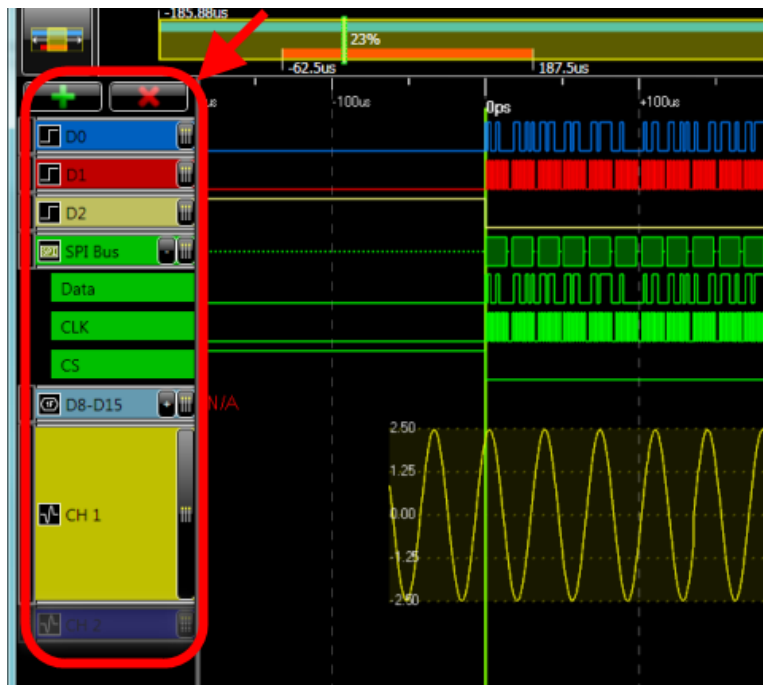 -185.88us
23%
-62.5us 187.5us
-100us 0ps +100us
D0
D1
D2
SPI SPI Bus -
Data
CLK
CS
D8-D15 + N/A
2.50
1.25
0.00
-1.25
-2.50
CH 1
CH 2